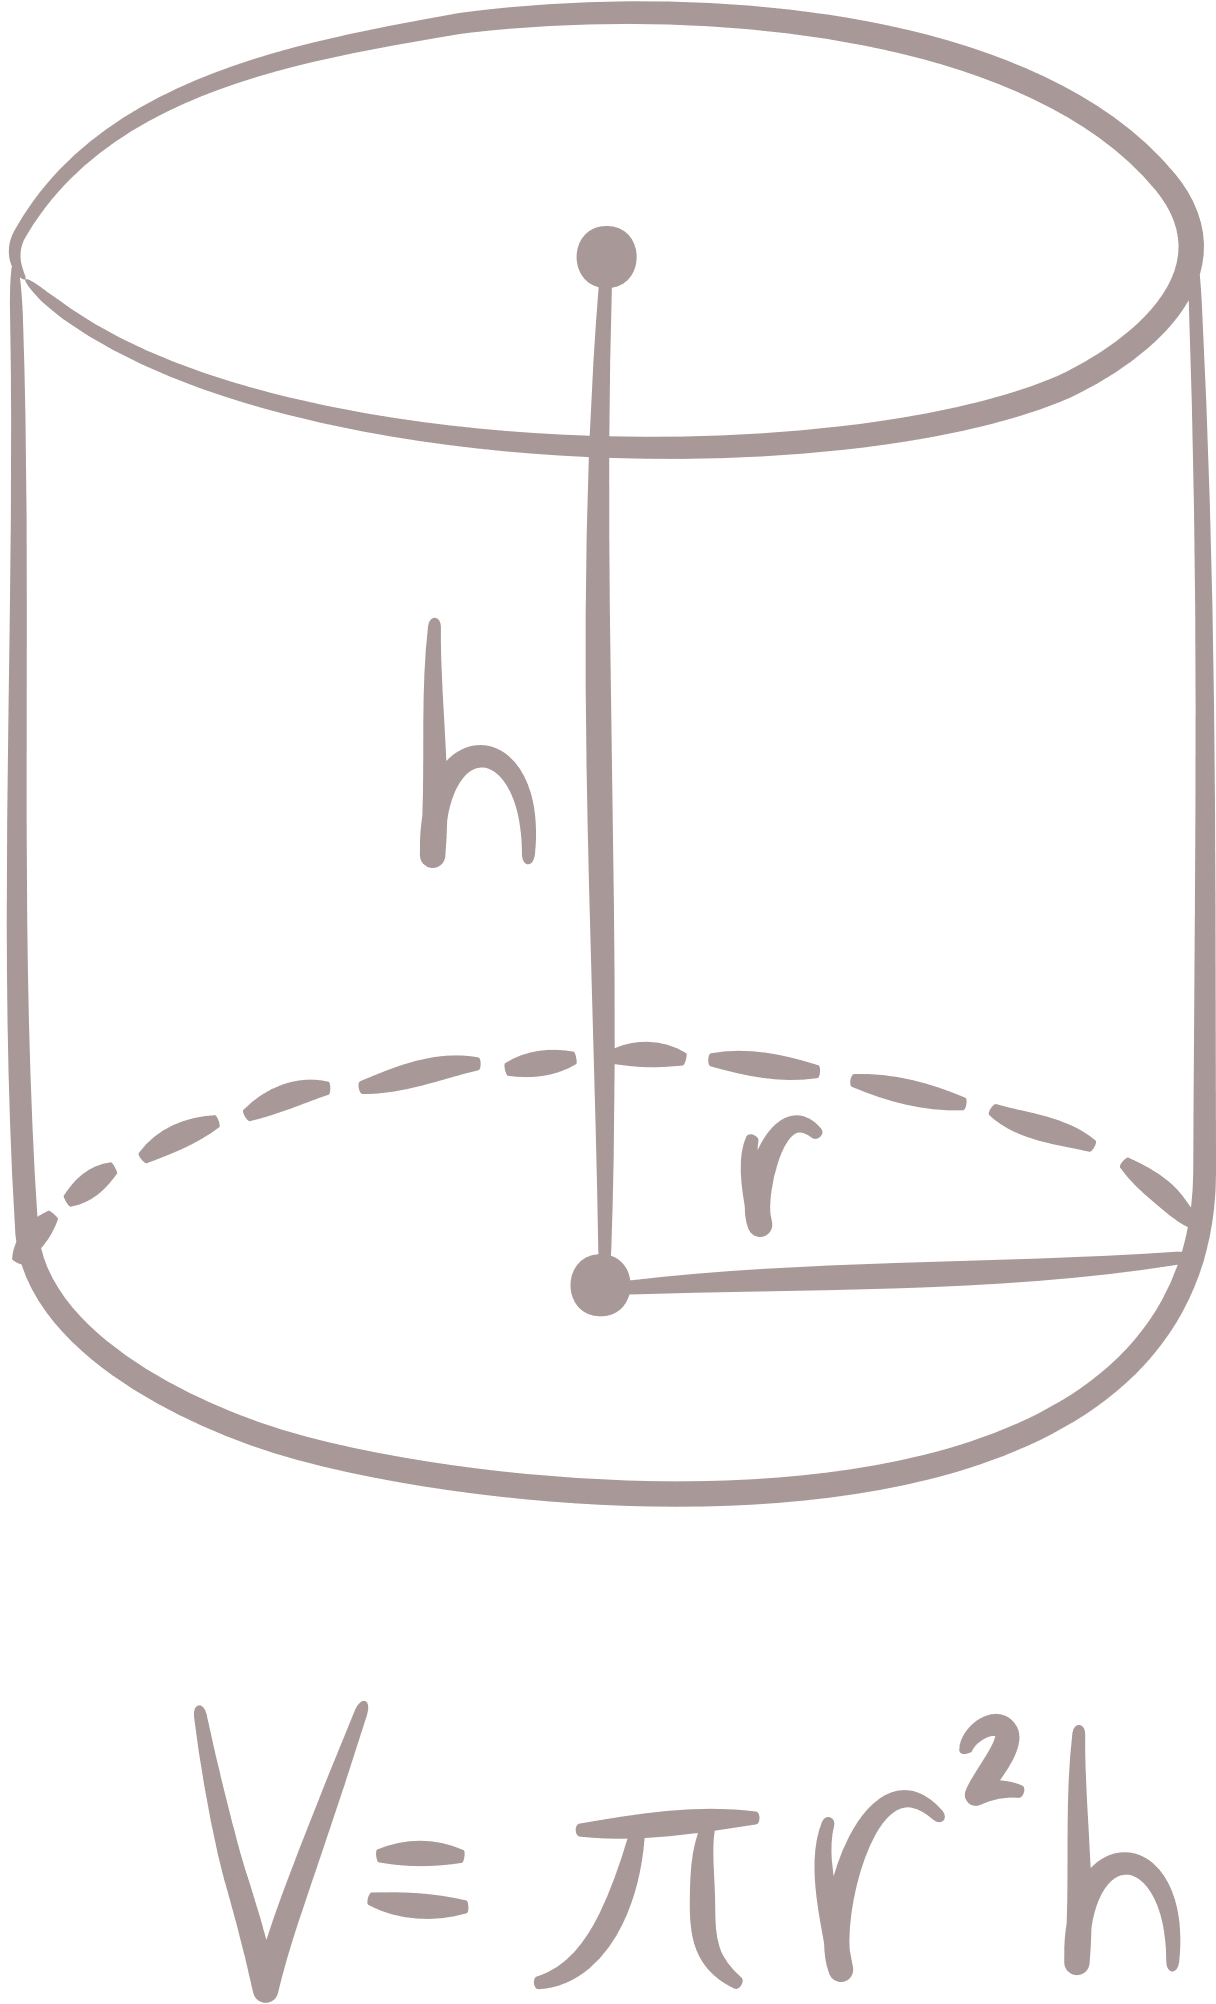 h
r
V= πr²h